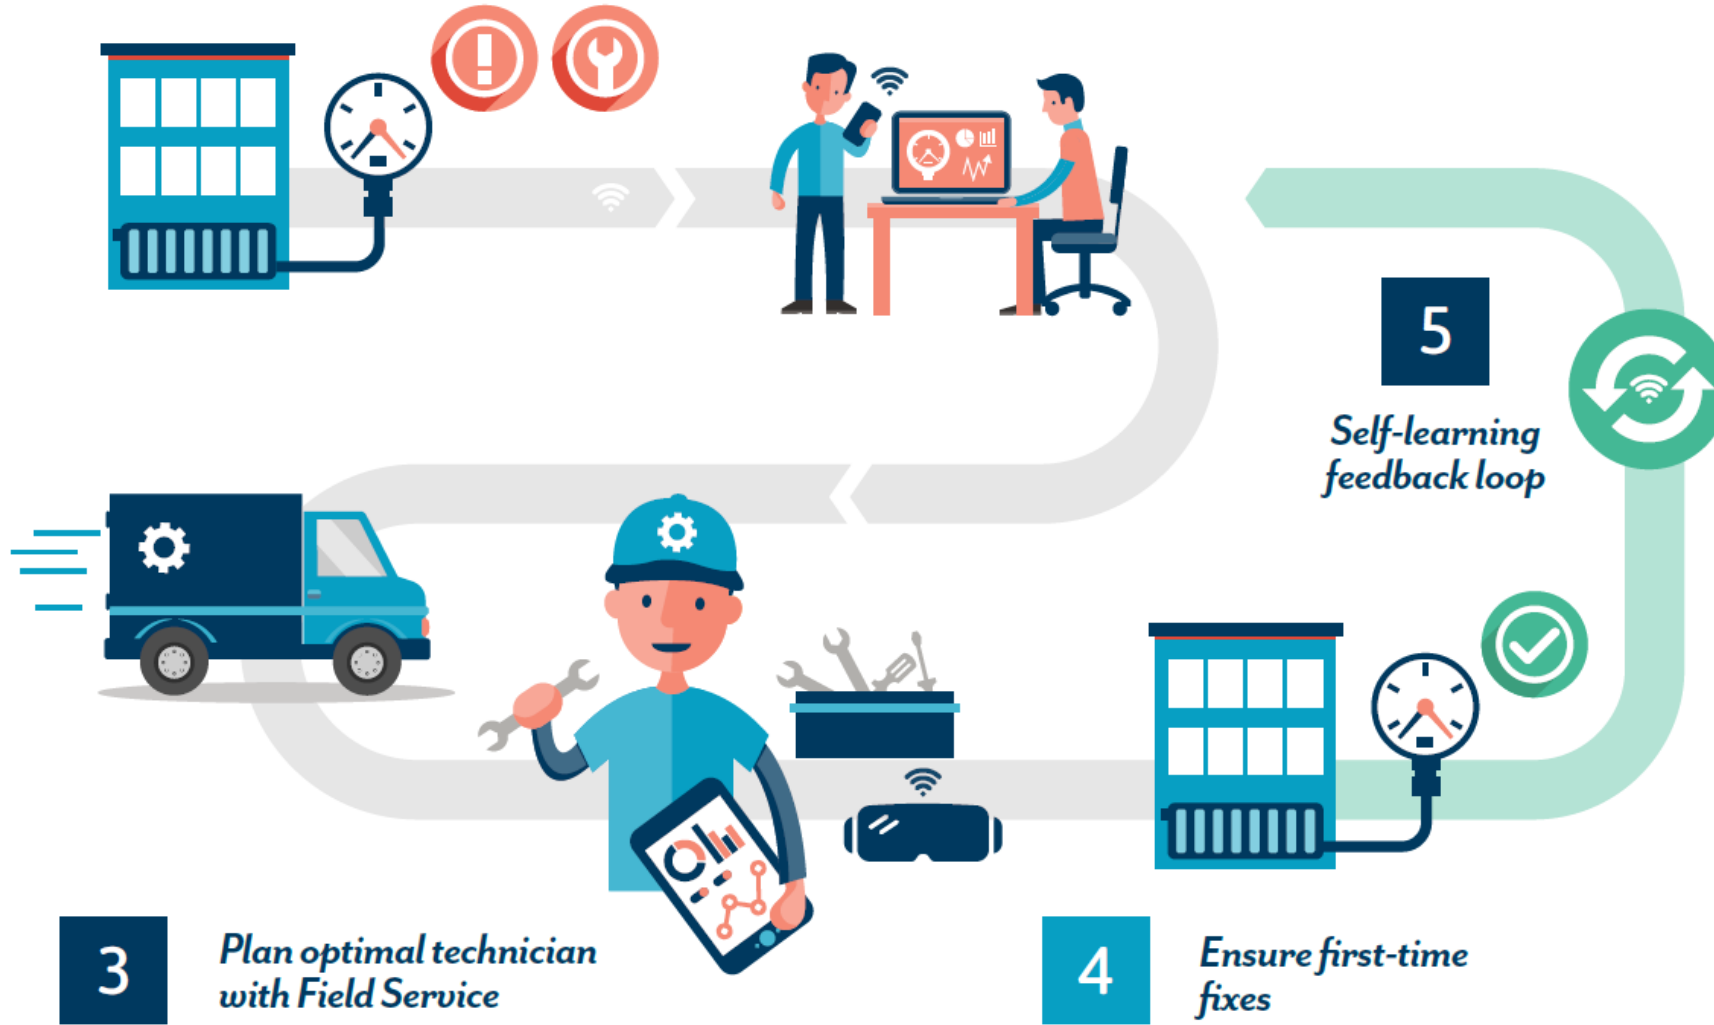 5
Self-learning
feedback loop
3
Plan optimal technician
with Field Service
4
Ensure first-time
fixes